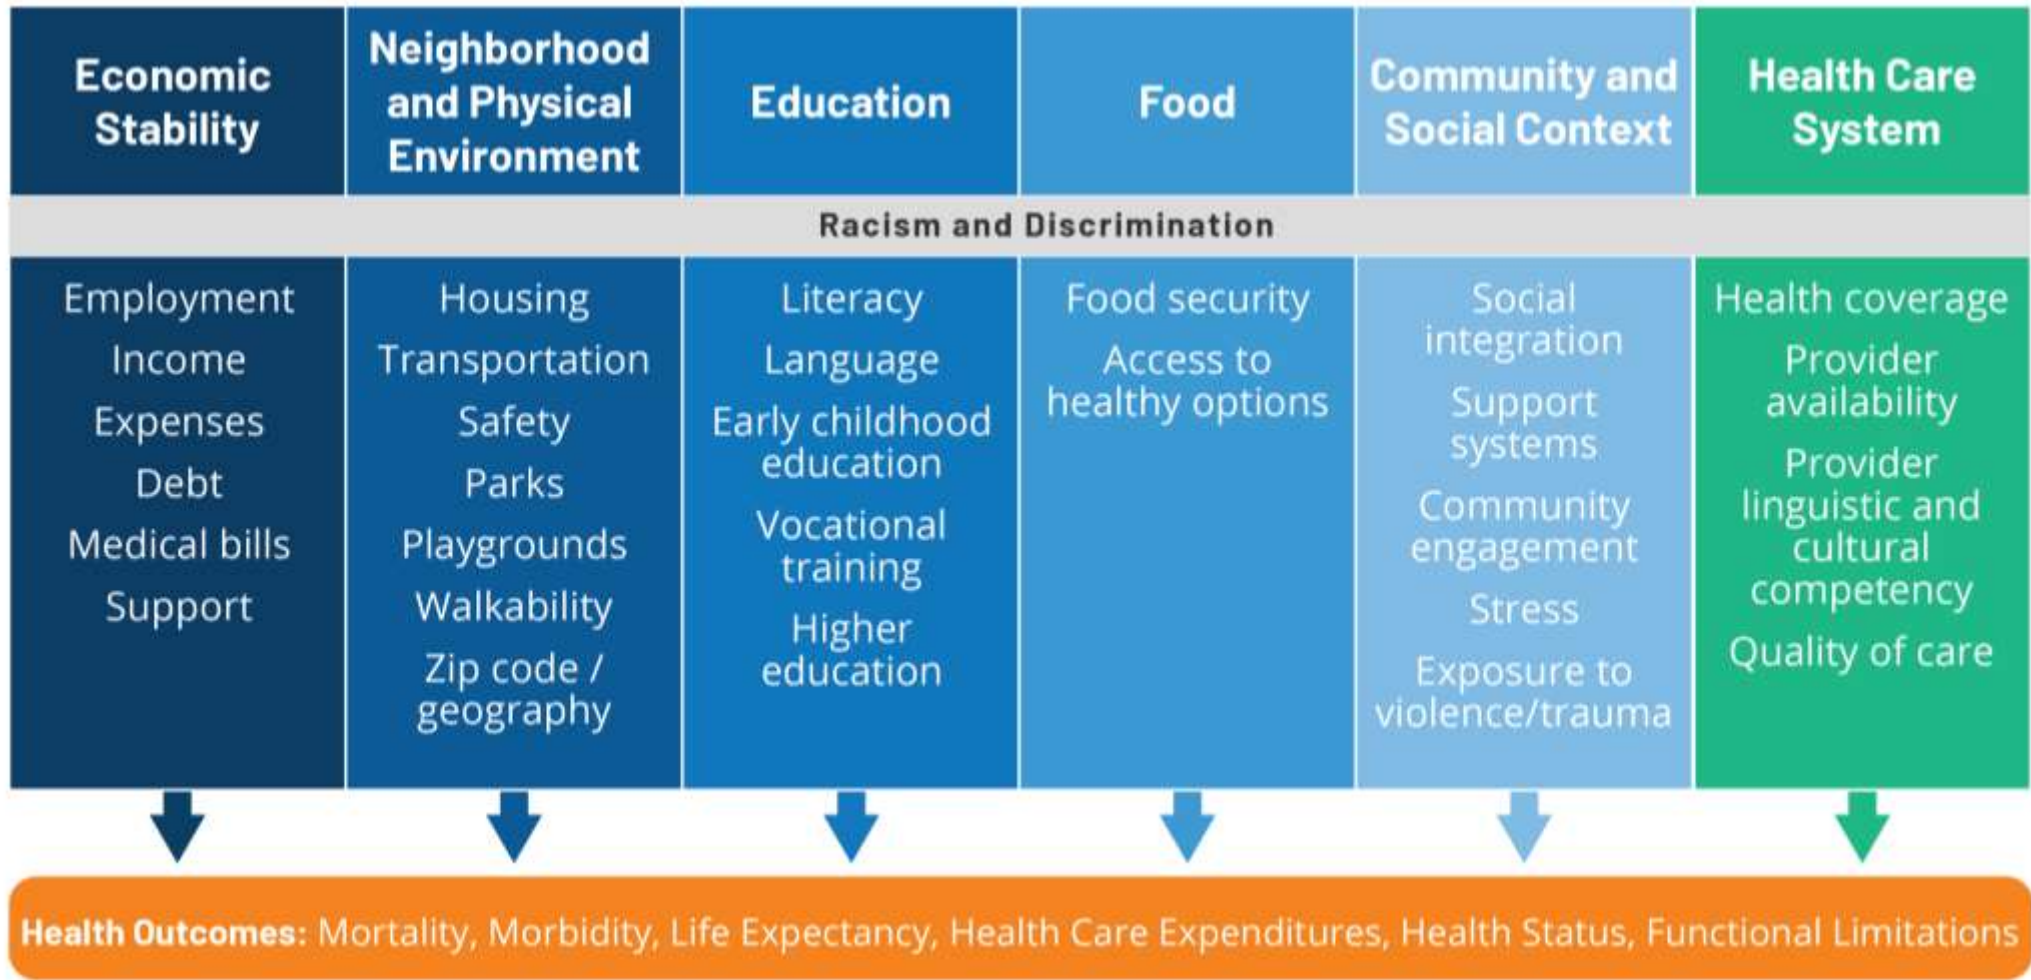 Economic
Stability
Neighborhood
and Physical
Environment
Education
Food
Community and
Social Context
Health Care
System
Racism and Discrimination
Employment
Income
Expenses
Debt
Medical bills
Support
Housing
Transportation
Safety
Parks
Playgrounds
Walkability
Zip code /
geography
Literacy
Language
Early childhood
education
Vocational
training
Higher
education
Food security
Access to
healthy options
Social
integration
Support
systems
Community
engagement
Stress
Exposure to
violence/trauma
Health coverage
Provider
availability
Provider
linguistic and
cultural
competency
Quality of care
Health Outcomes: Mortality, Morbidity, Life Expectancy, Health Care Expenditures, Health Status, Functional Limitations